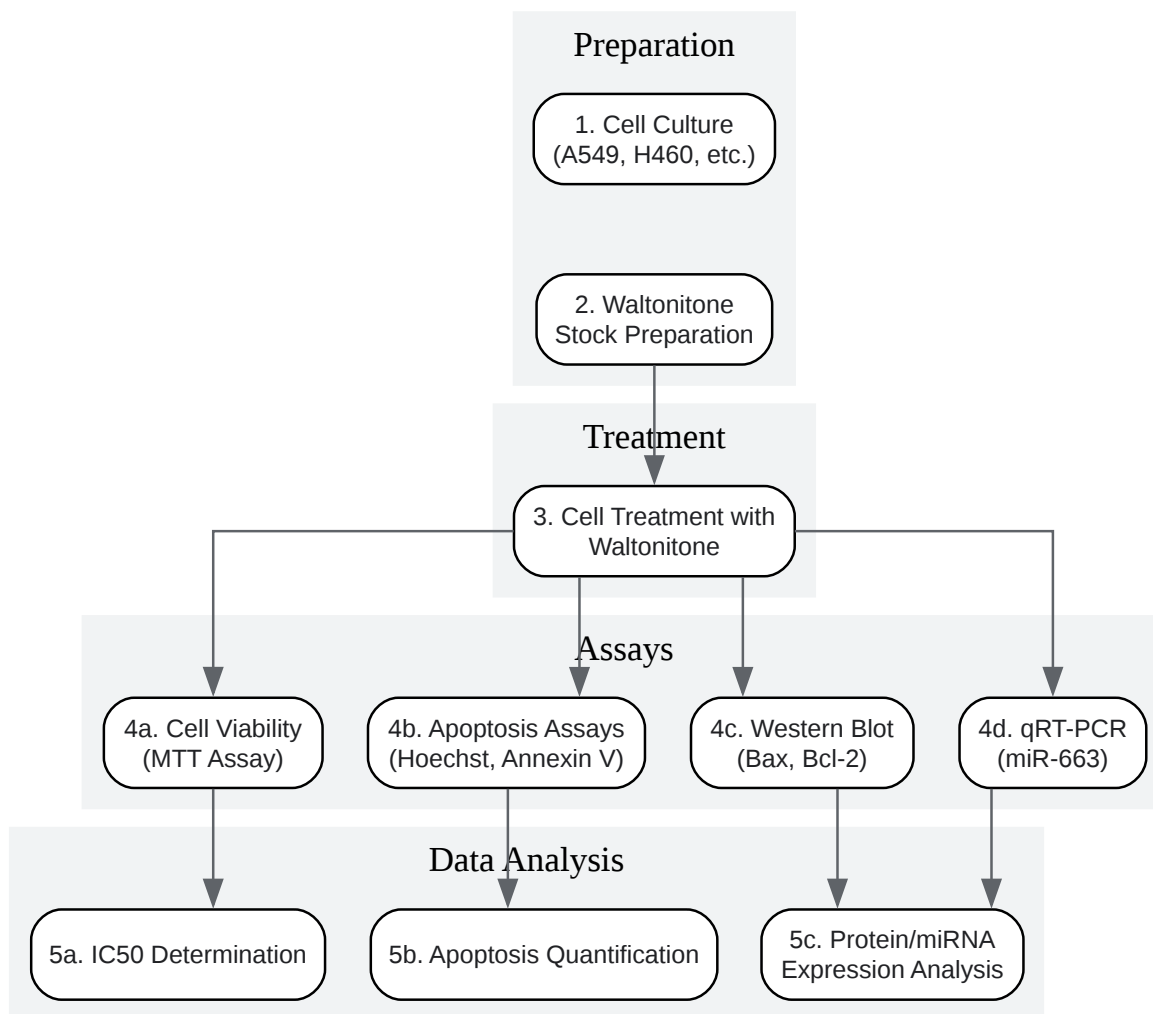 Preparation
1. Cell Culture
(A549, H460, etc.)
2. Waltonitone
Stock Preparation
Treatment
3. Cell Treatment with
Waltonitone
Assays
4a. Cell Viability
(MTT Assay)
4b. Apoptosis Assays
(Hoechst, Annexin V)
4c. Western Blot
(Bax, Bcl-2)
4d. qRT-PCR
(miR-663)
Data Analysis
5a. IC50 Determination
5b. Apoptosis Quantification
5c. Protein/miRNA
Expression Analysis